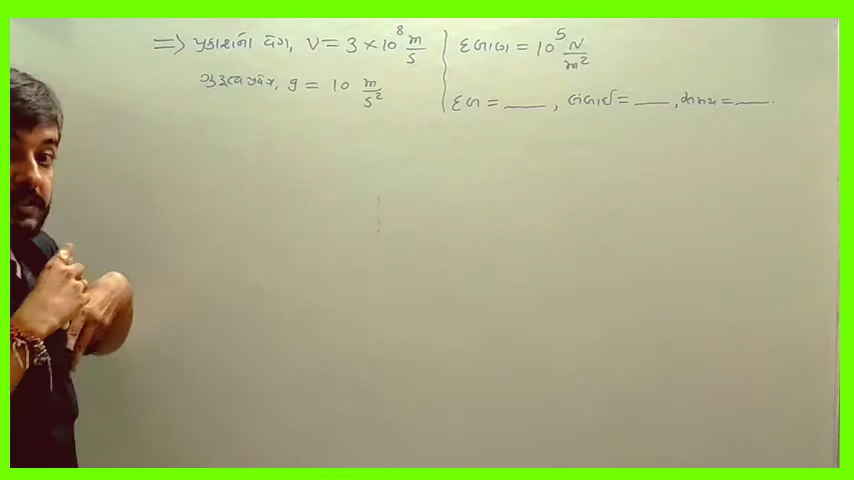 ⇒ પ્રકાશના વેગ, V = 3 × 10⁸ m/s
ગુરુત્વપ્રવેગ, g = 10 m/s²
દબાણ = 10⁵ N/m²
દળ = ____ , લંબાઈ = ____ , સમય = ____.